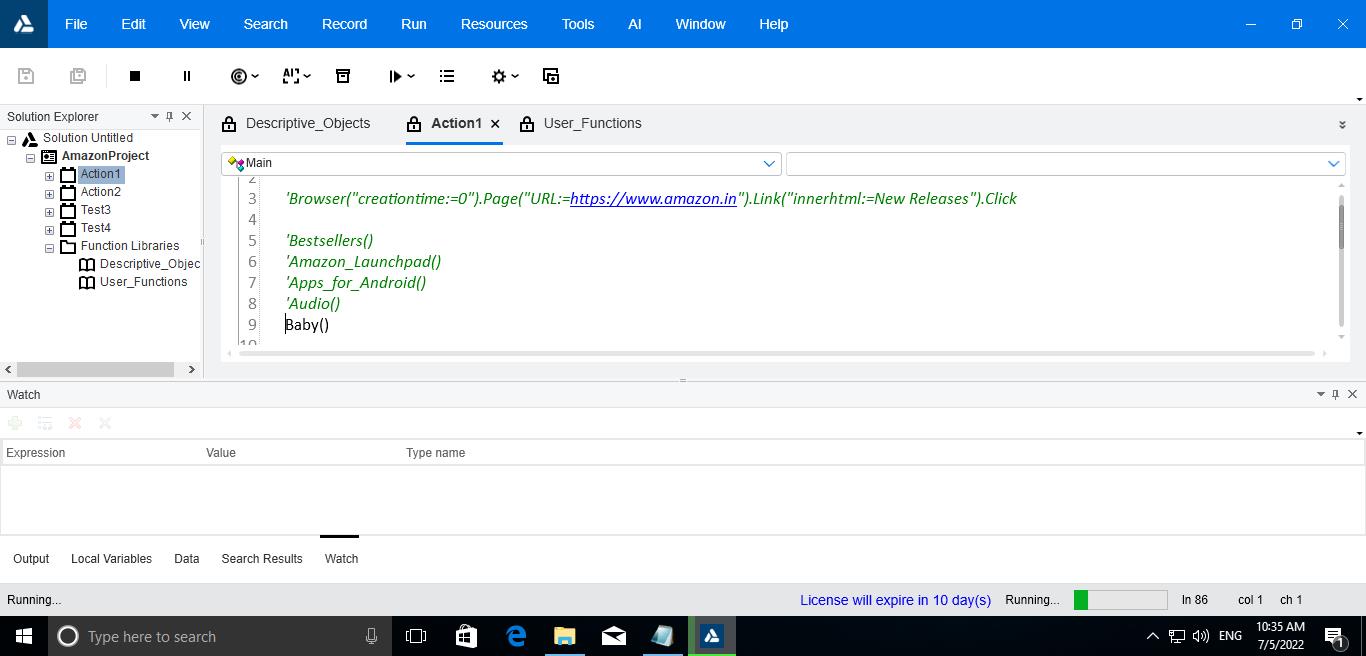 File Edit View Search Record Run Resources Tools AI Window Help
Solution Explorer
Solution Untitled
AmazonProject
Action1
Action2
Test3
Test4
Function Libraries
Descriptive_Objec
User_Functions
Descriptive_Objects Action1 User_Functions
Main
2
3 'Browser("creationtime:=0").Page("URL:=https://www.amazon.in").Link("innerhtml:=New Releases").Click
4
5 'Bestsellers()
6 'Amazon_Launchpad()
7 'Apps_for_Android()
8 'Audio()
9 Baby()
10
Watch
Expression Value Type name
Output Local Variables Data Search Results Watch
Running... License will expire in 10 day(s) Running... ln 86 col 1 ch 1
Type here to search ENG 10:35 AM
7/5/2022 1